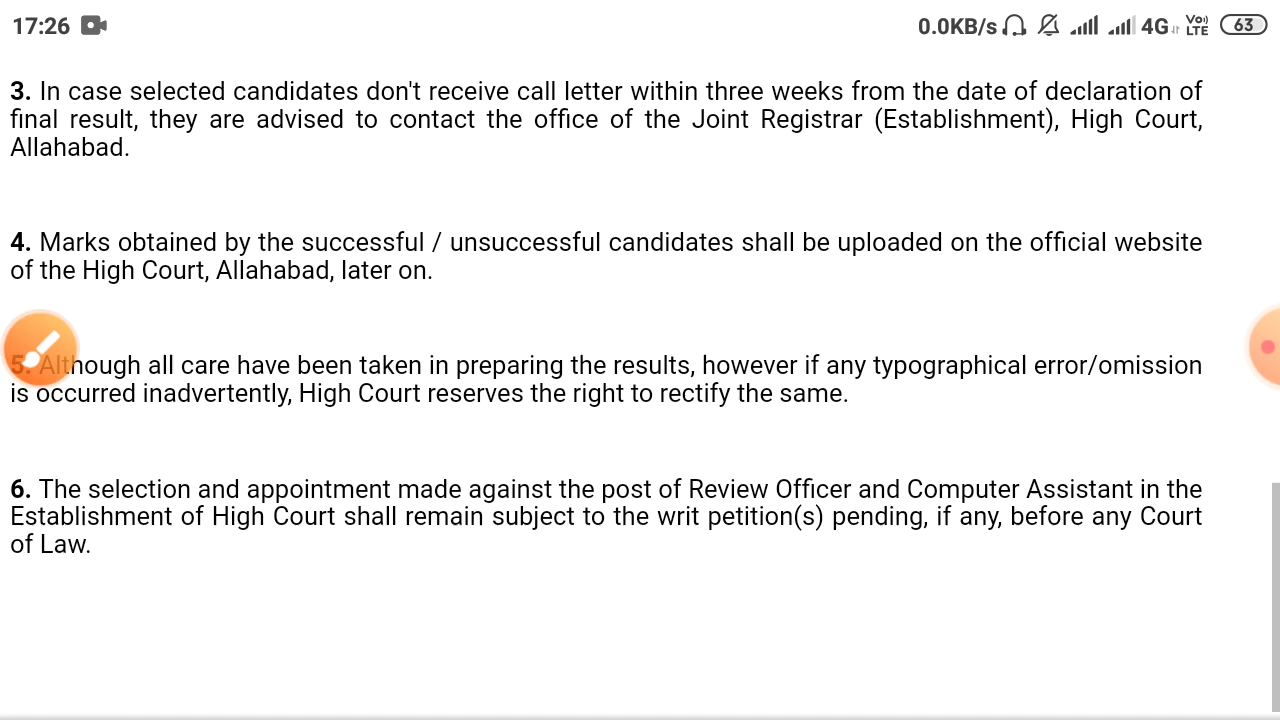 17:26 0.0KB/s 4G Vo) LTE 63
3. In case selected candidates don't receive call letter within three weeks from the date of declaration of
final result, they are advised to contact the office of the Joint Registrar (Establishment), High Court,
Allahabad.
4. Marks obtained by the successful / unsuccessful candidates shall be uploaded on the official website
of the High Court, Allahabad, later on.
5. Although all care have been taken in preparing the results, however if any typographical error/omission
is occurred inadvertently, High Court reserves the right to rectify the same.
6. The selection and appointment made against the post of Review Officer and Computer Assistant in the
Establishment of High Court shall remain subject to the writ petition(s) pending, if any, before any Court
of Law.